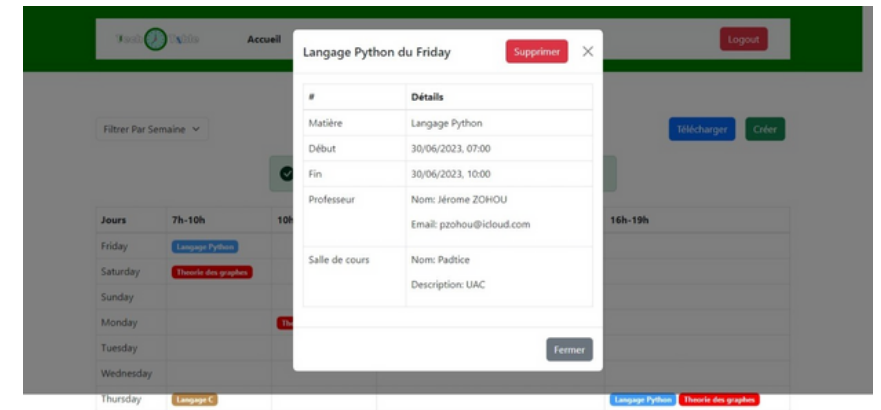 Accueil
Langage Python du Friday
Supprimer
Logout
# Détails
Matière Langage Python
Début 30/06/2023, 07:00
Fin 30/06/2023, 10:00
Professeur Nom: Jérome ZOHOU
Email: pzohou@icloud.com
Salle de cours Nom: Padtice
Description: UAC
Fermer
Filtrer Par Semaine
Télécharger Créer
Jours 7h-10h 16h-19h
Friday Langage Python
Saturday Theorie des graphes
Sunday
Monday
Tuesday
Wednesday
Thursday Langage C Langage Python Theorie des graphes